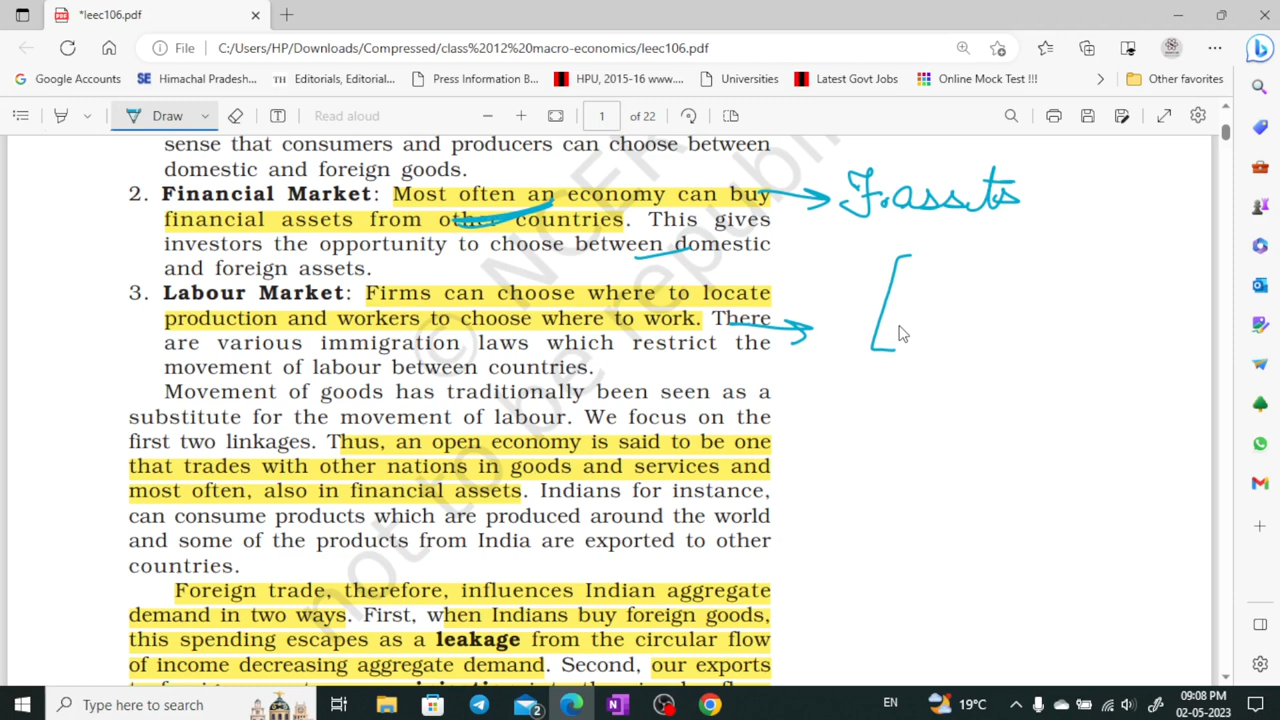 *leec106.pdf
File
C:/Users/HP/Downloads/Compressed/class%2012%20macro-economics/leec106.pdf
Google Accounts
SE Himachal Pradesh...
TH Editorials, Editorial...
Press Information B...
HPU, 2015-16 www....
Universities
Latest Govt Jobs
Online Mock Test !!!
Other favorites
Draw
Read aloud
1 of 22
sense that consumers and producers can choose between
domestic and foreign goods.
2. Financial Market: Most often an economy can buy
financial assets from other countries. This gives
investors the opportunity to choose between domestic
and foreign assets.
F.assets
3. Labour Market: Firms can choose where to locate
production and workers to choose where to work. There
are various immigration laws which restrict the
movement of labour between countries.
Movement of goods has traditionally been seen as a
substitute for the movement of labour. We focus on the
first two linkages. Thus, an open economy is said to be one
that trades with other nations in goods and services and
most often, also in financial assets. Indians for instance,
can consume products which are produced around the world
and some of the products from India are exported to other
countries.
Foreign trade, therefore, influences Indian aggregate
demand in two ways. First, when Indians buy foreign goods,
this spending escapes as a leakage from the circular flow
of income decreasing aggregate demand. Second, our exports
© NCER
not to be republi
Type here to search
2
19°C
EN
09:08 PM
02-05-2023